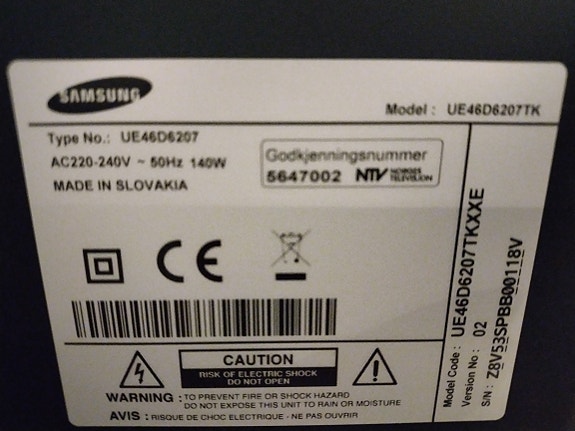 SAMSUNG
Model : UE46D6207TK
Type No.: UE46D6207
AC220-240V ~ 50Hz 140W
MADE IN SLOVAKIA
Godkjenningsnummer
5647002 NTV NORGES TELEVISJON
CE
CAUTION
RISK OF ELECTRIC SHOCK
DO NOT OPEN
WARNING : TO PREVENT FIRE OR SHOCK HAZARD
DO NOT EXPOSE THIS UNIT TO RAIN OR MOISTURE
AVIS : RISQUE DE CHOC ELECTRIQUE - NE PAS OUVRIR
Model Code : UE46D6207TKXXE
Version No : 02
S/N : Z8V53SPBB00118V